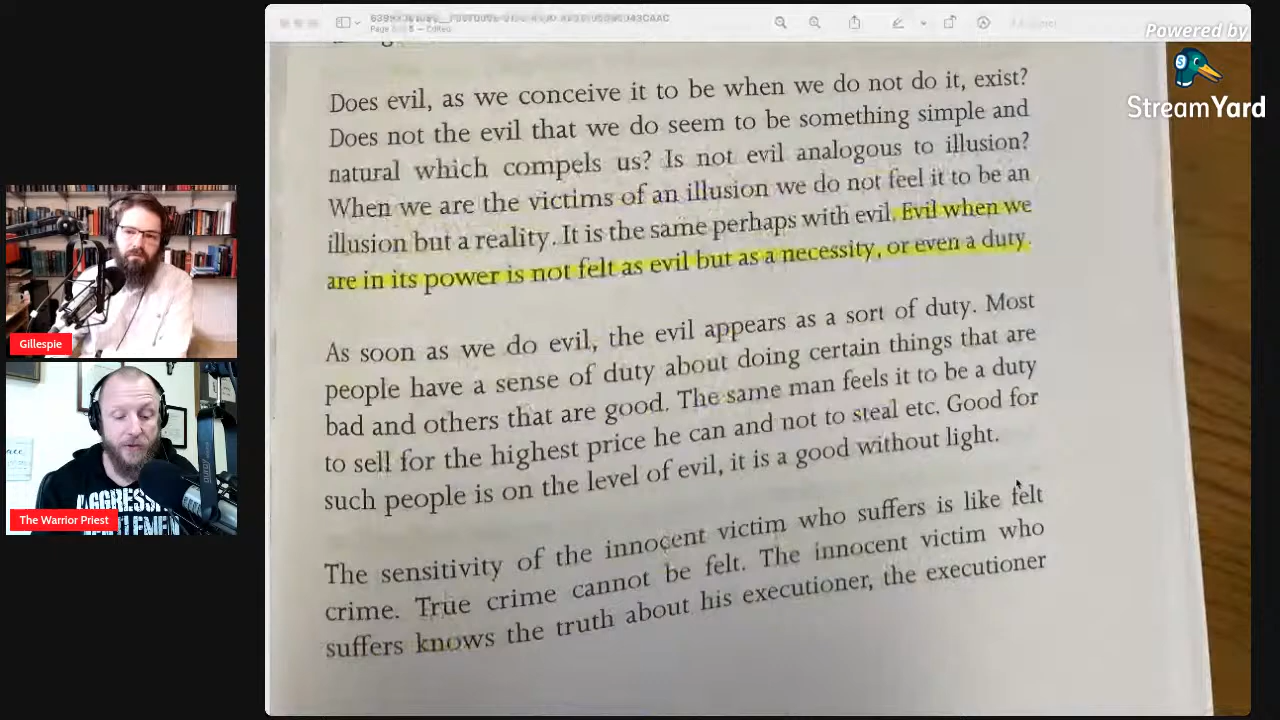 Page
Edited
Powered by
StreamYard
Does evil, as we conceive it to be when we do not do it, exist?
Does not the evil that we do seem to be something simple and
natural which compels us? Is not evil analogous to illusion?
When we are the victims of an illusion we do not feel it to be an
illusion but a reality. It is the same perhaps with evil. Evil when we
are in its power is not felt as evil but as a necessity, or even a duty.
As soon as we do evil, the evil appears as a sort of duty. Most
people have a sense of duty about doing certain things that are
bad and others that are good. The same man feels it to be a duty
to sell for the highest price he can and not to steal etc. Good for
such people is on the level of evil, it is a good without light.
The sensitivity of the innocent victim who suffers is like felt
crime. True crime cannot be felt. The innocent victim who
suffers knows the truth about his executioner, the executioner
Gillespie
AGGRESSIVE
GENTLEMEN
The Warrior Priest